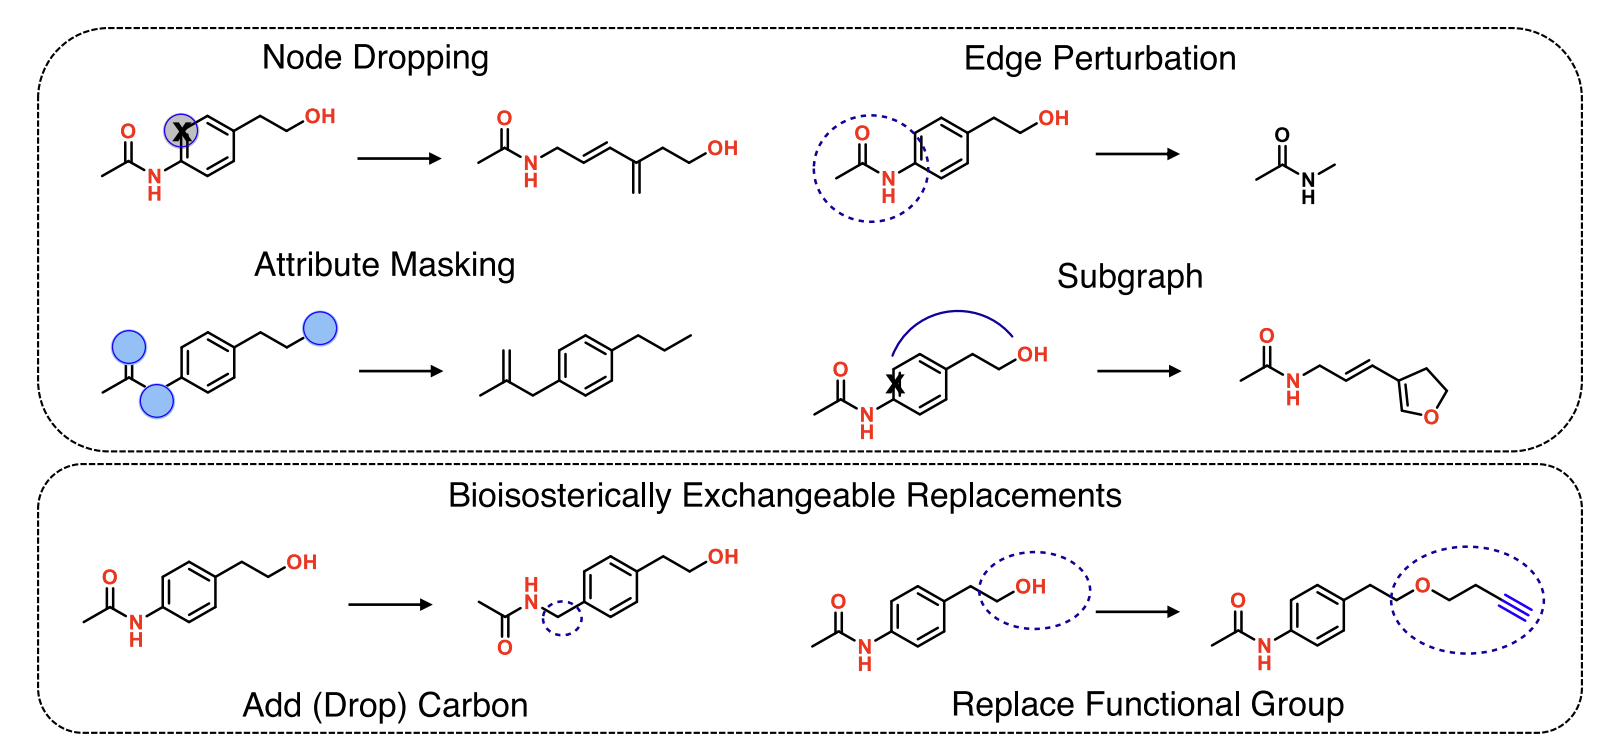 Node Dropping
Edge Perturbation
O
N
H
X
OH
O
N
H
OH
O
N
H
OH
O
N
H
Attribute Masking
Subgraph
O
N
H
X
OH
O
N
H
O
Bioisosterically Exchangeable Replacements
O
N
H
OH
H
N
O
OH
O
N
H
OH
O
N
H
O
Add (Drop) Carbon
Replace Functional Group